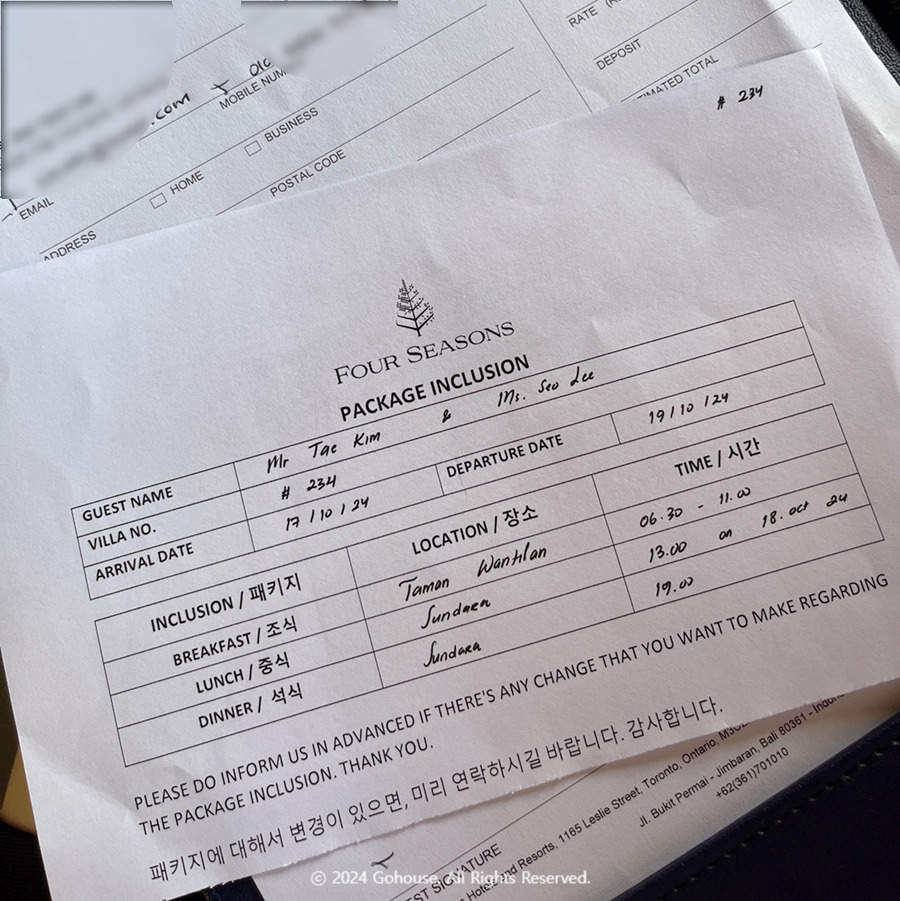 RATE
DEPOSIT
TIMATED TOTAL
.com
MOBILE NUM
BUSINESS
HOME
POSTAL CODE
EMAIL
ADDRESS
# 234
FOUR SEASONS
PACKAGE INCLUSION
GUEST NAME Mr Tae Kim & Ms. Seo Lee
VILLA NO. # 234
ARRIVAL DATE 17/10/24 DEPARTURE DATE 19/10/24
INCLUSION / 패키지 LOCATION / 장소 TIME / 시간
BREAKFAST / 조식 Taman Wantilan 06.30 - 11.00
LUNCH / 중식 Sundara 13.00 on 18.oct 24
DINNER / 석식 Sundara 19.00
PLEASE DO INFORM US IN ADVANCED IF THERE'S ANY CHANGE THAT YOU WANT TO MAKE REGARDING
THE PACKAGE INCLUSION. THANK YOU.
패키지에 대해서 변경이 있으면, 미리 연락하시길 바랍니다. 감사합니다.
EST SIGNATURE
s Hotels and Resorts, 1165 Leslie Street, Toronto, Ontario,
Jl. Bukit Permai - Jimbaran, Bali 80361 - Indon
+62(361)701010
© 2024 Gohouse. All Rights Reserved.